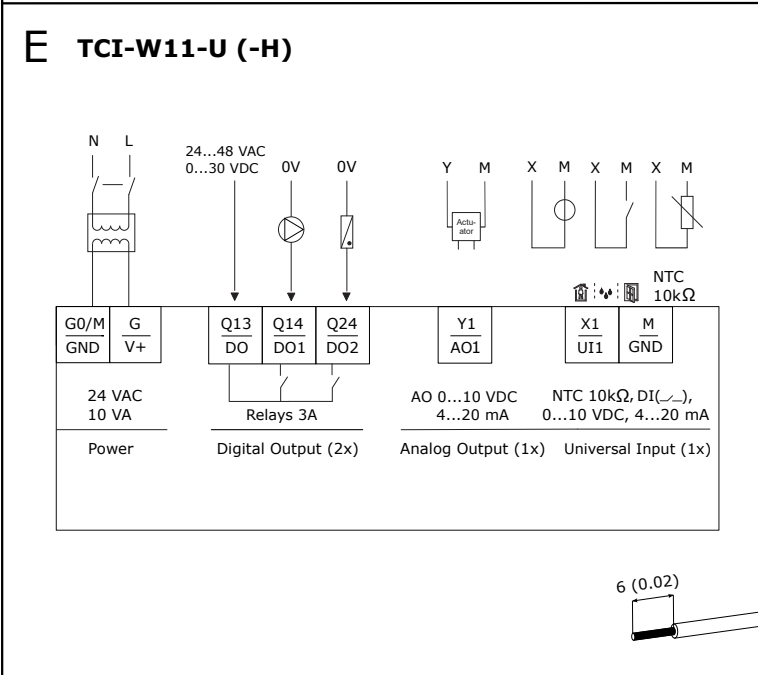 E TCI-W11-U (-H)
N L
24...48 VAC
0...30 VDC
0V
0V
Y M
X M X M X M
Actu-
ator
NTC
10kΩ
G0/M
GND
G
V+
Q13
DO
Q14
DO1
Q24
DO2
Y1
AO1
X1
UI1
M
GND
24 VAC
10 VA
Relays 3A
AO 0...10 VDC
4...20 mA
NTC 10kΩ, DI( ),
0...10 VDC, 4...20 mA
Power
Digital Output (2x)
Analog Output (1x)
Universal Input (1x)
6 (0.02)